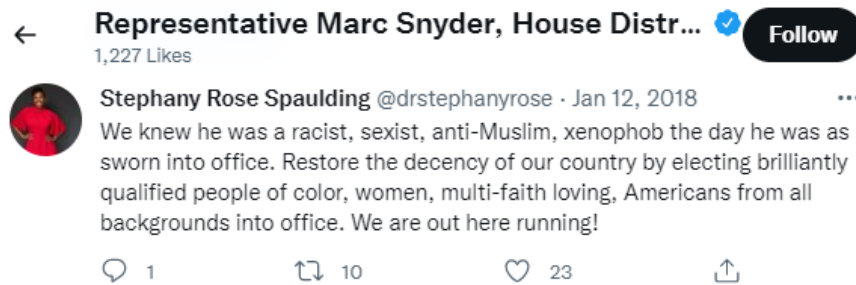 Representative Marc Snyder, House Distr...
Follow
1,227 Likes
Stephany Rose Spaulding @drstephanyrose · Jan 12, 2018
We knew he was a racist, sexist, anti-Muslim, xenophob the day he was as
sworn into office. Restore the decency of our country by electing brilliantly
qualified people of color, women, multi-faith loving, Americans from all
backgrounds into office. We are out here running!
1 10 23